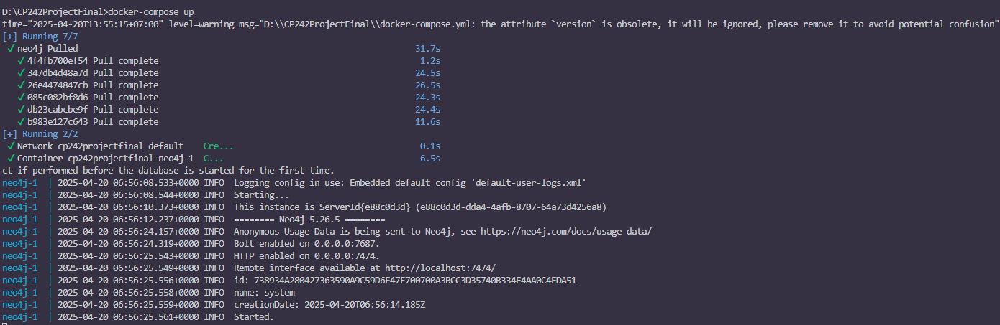 D:\CP242ProjectFinal>docker-compose up
time="2025-04-20T13:55:15+07:00" level=warning msg="D:\\CP242ProjectFinal\\docker-compose.yml: the attribute `version` is obsolete, it will be ignored, please remove it to avoid potential confusion"
[+] Running 7/7
✔ neo4j Pulled 31.7s
✔ 4f4fb700ef54 Pull complete 1.2s
✔ 347db4d48a7d Pull complete 24.5s
✔ 26e4474847cb Pull complete 26.5s
✔ 085c082bf8d6 Pull complete 24.3s
✔ db23cabcbe9f Pull complete 24.4s
✔ b983e127c643 Pull complete 11.6s
[+] Running 2/2
✔ Network cp242projectfinal_default Cre... 0.1s
✔ Container cp242projectfinal-neo4j-1 C... 6.5s
ct if performed before the database is started for the first time.
neo4j-1 | 2025-04-20 06:56:08.533+0000 INFO Logging config in use: Embedded default config 'default-user-logs.xml'
neo4j-1 | 2025-04-20 06:56:08.544+0000 INFO Starting...
neo4j-1 | 2025-04-20 06:56:10.373+0000 INFO This instance is ServerId{e88c0d3d} (e88c0d3d-dda4-4afb-8707-64a73d4256a8)
neo4j-1 | 2025-04-20 06:56:12.237+0000 INFO ======== Neo4j 5.26.5 ========
neo4j-1 | 2025-04-20 06:56:24.157+0000 INFO Anonymous Usage Data is being sent to Neo4j, see https://neo4j.com/docs/usage-data/
neo4j-1 | 2025-04-20 06:56:24.319+0000 INFO Bolt enabled on 0.0.0.0:7687.
neo4j-1 | 2025-04-20 06:56:25.543+0000 INFO HTTP enabled on 0.0.0.0:7474.
neo4j-1 | 2025-04-20 06:56:25.549+0000 INFO Remote interface available at http://localhost:7474/
neo4j-1 | 2025-04-20 06:56:25.556+0000 INFO id: 738934A280427363590A9C59D6F47F700700A3BCC3D35740B334E4AA0C4EDA51
neo4j-1 | 2025-04-20 06:56:25.558+0000 INFO name: system
neo4j-1 | 2025-04-20 06:56:25.559+0000 INFO creationDate: 2025-04-20T06:56:14.185Z
neo4j-1 | 2025-04-20 06:56:25.561+0000 INFO Started.